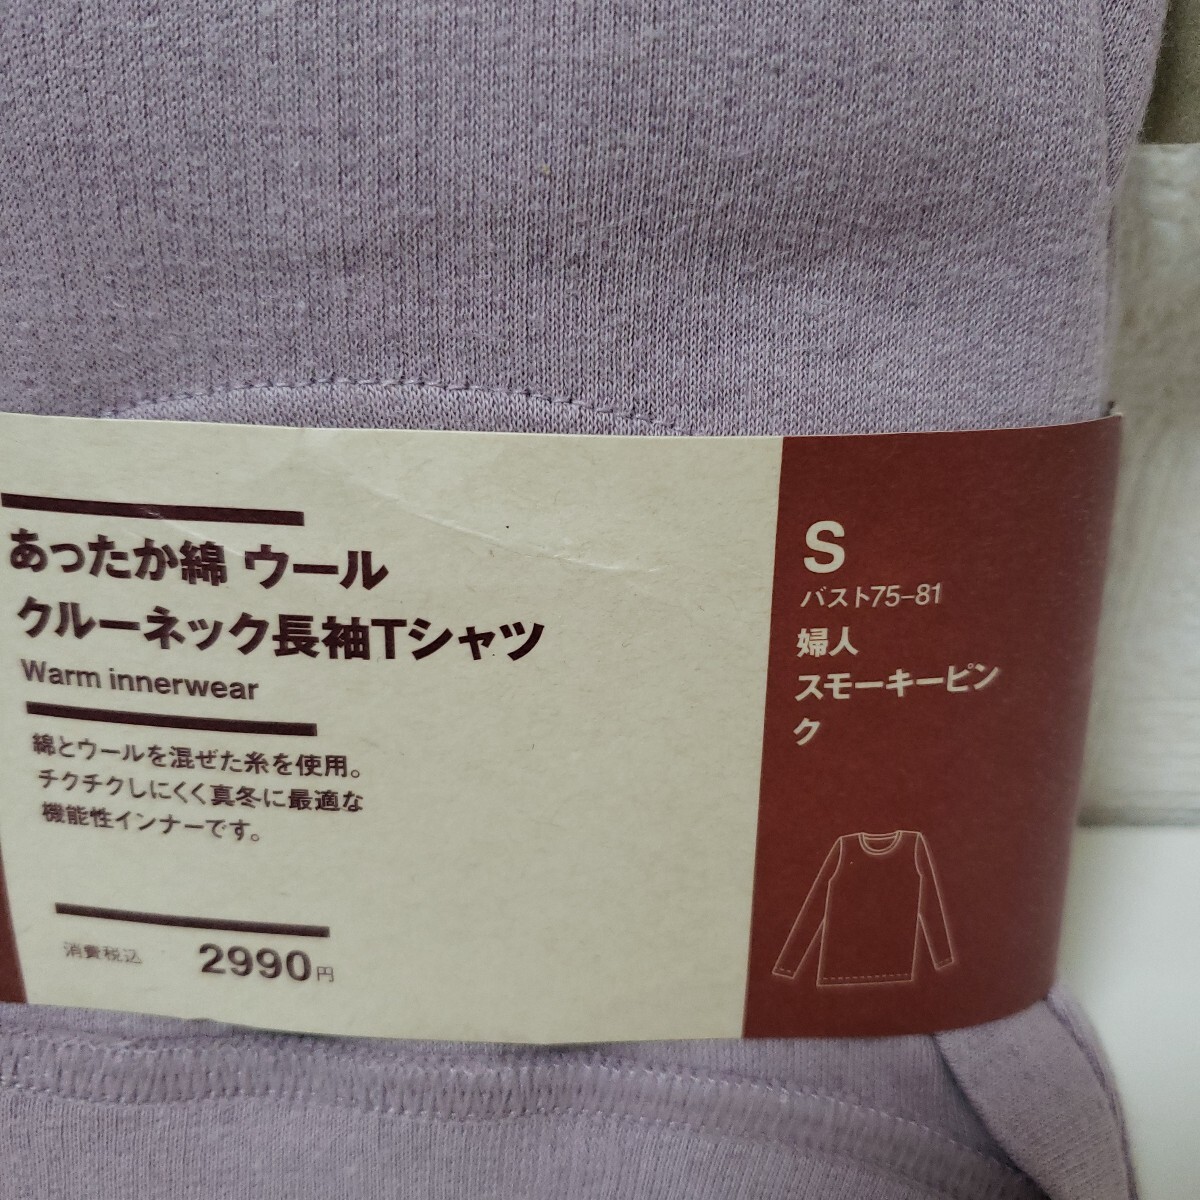 あったか綿 ウール
クルーネック長袖Tシャツ
Warm innerwear
綿とウールを混ぜた糸を使用。
チクチクしにくく真冬に最適な
機能性インナーです。
消費税込 2990円
S
バスト75-81
婦人
スモーキーピン
ク